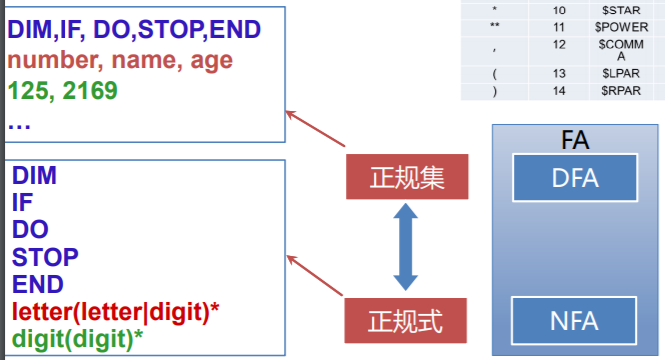 DIM,IF, DO,STOP,END
number, name, age
125, 2169
…
* 10 $STAR
** 11 $POWER
, 12 $COMM
A
( 13 $LPAR
) 14 $RPAR
正规集
FA
DFA
DIM
IF
DO
STOP
END
letter(letter|digit)*
digit(digit)*
正规式
NFA